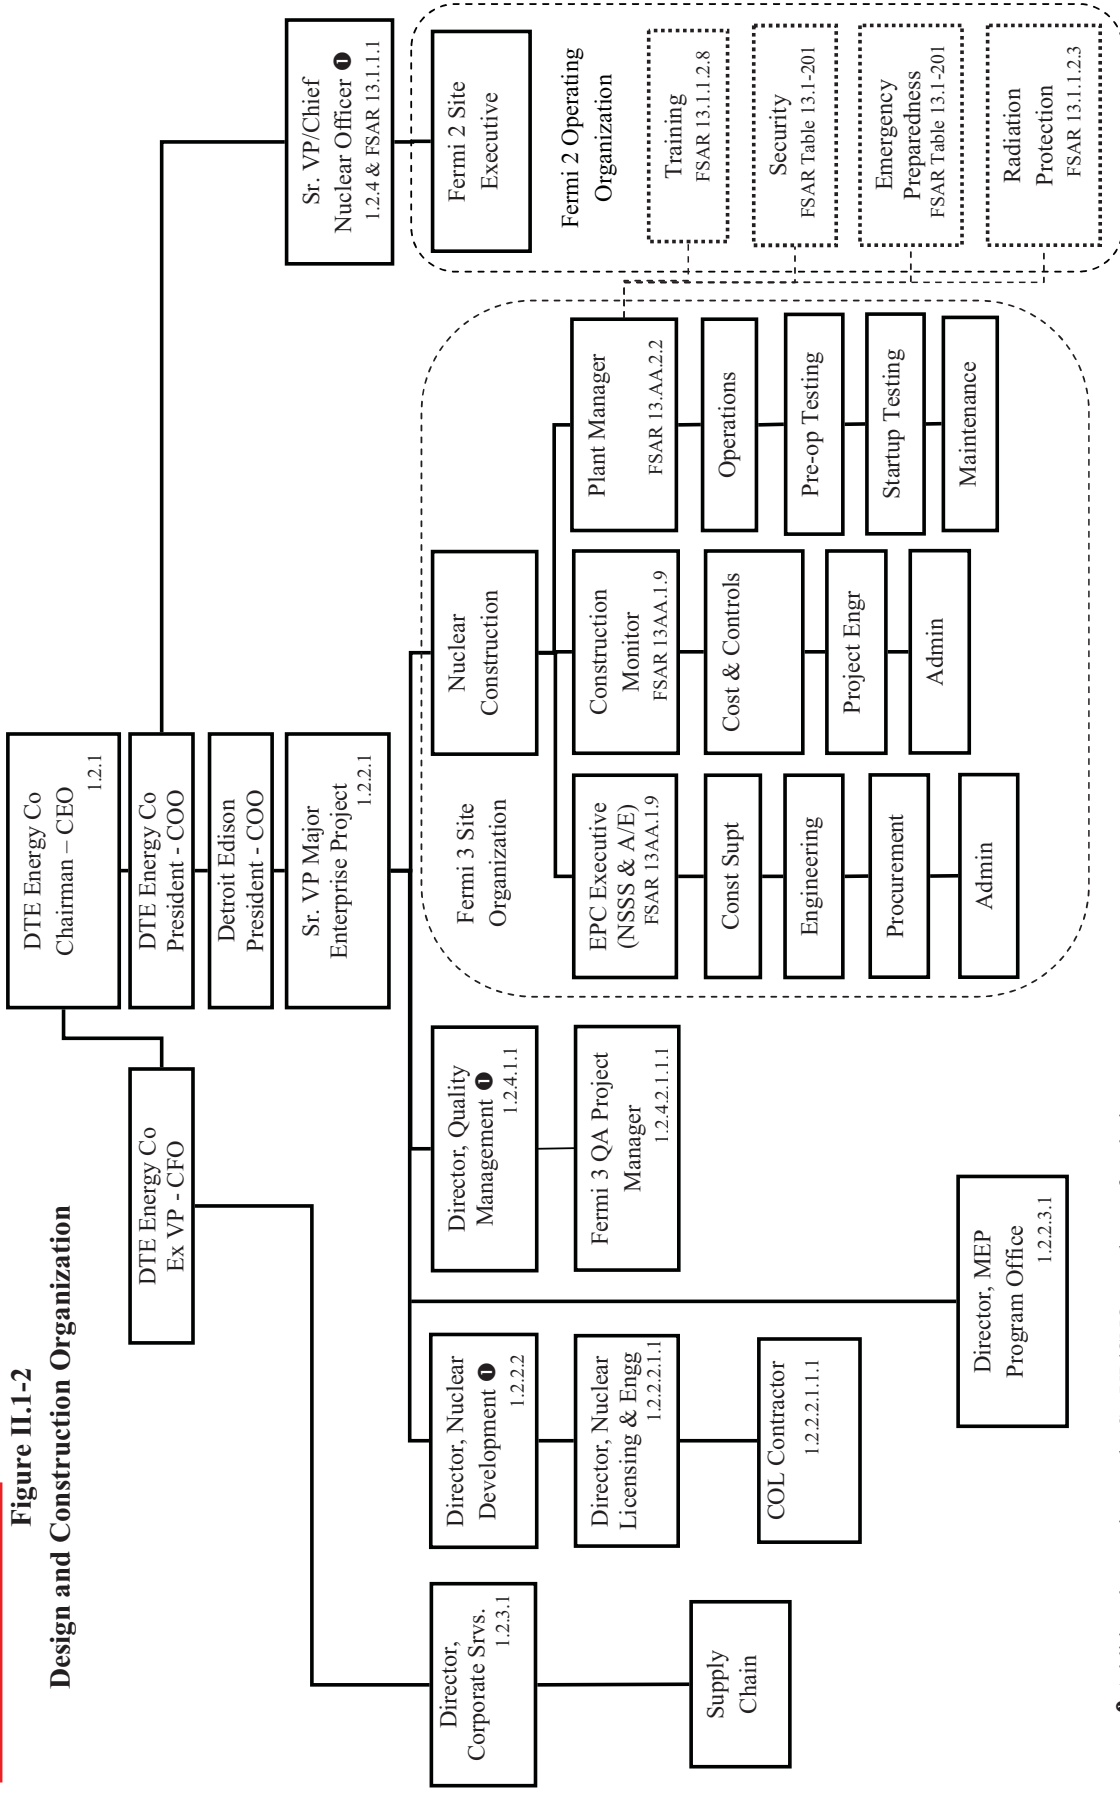 Figure II.1-2
Design and Construction Organization
DTE Energy Co
Chairman – CEO
1.2.1
DTE Energy Co
Ex VP - CFO
DTE Energy Co
President - COO
Detroit Edison
President - COO
Sr. VP Major
Enterprise Project
1.2.2.1
Sr. VP/Chief
Nuclear Officer ❶
1.2.4 & FSAR 13.1.1.1
Director,
Corporate Srvs.
1.2.3.1
Supply
Chain
Director, Nuclear
Development ❶
1.2.2.2
Director, Nuclear
Licensing & Engg
1.2.2.2.1.1
COL Contractor
1.2.2.2.1.1.1
Director, MEP
Program Office
1.2.2.3.1
Director, Quality
Management ❶
1.2.4.1.1
Fermi 3 QA Project
Manager
1.2.4.2.1.1.1
Fermi 3 Site
Organization
Nuclear
Construction
EPC Executive
(NSSS & A/E)
FSAR 13AA.1.9
Const Supt
Engineering
Procurement
Admin
Construction
Monitor
FSAR 13AA.1.9
Cost & Controls
Project Engr
Admin
Plant Manager
FSAR 13.AA.2.2
Operations
Pre-op Testing
Startup Testing
Maintenance
Fermi 2 Site
Executive
Fermi 2 Operating
Organization
Training
FSAR 13.1.1.2.8
Security
FSAR Table 13.1-201
Emergency
Preparedness
FSAR Table 13.1-201
Radiation
Protection
FSAR 13.1.1.2.3